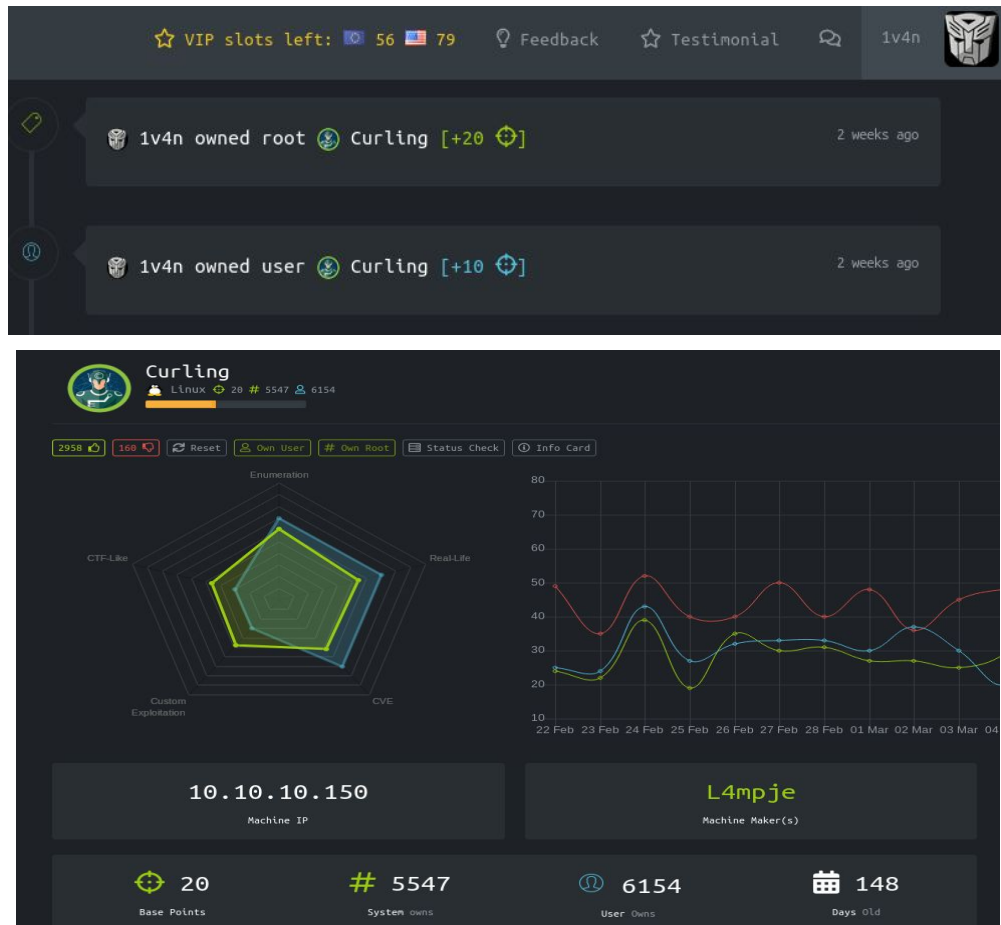 VIP slots left: 56 79 Feedback Testimonial 1v4n
1v4n owned root Curling [+20 ] 2 weeks ago
1v4n owned user Curling [+10 ] 2 weeks ago
Curling
Linux 20 # 5547 6154
2958 160 Reset Own User # Own Root Status Check Info Card
Enumeration
CTF-Like
Real-Life
Custom
Exploitation
CVE
80
70
60
50
40
30
20
10
22 Feb 23 Feb 24 Feb 25 Feb 26 Feb 27 Feb 28 Feb 01 Mar 02 Mar 03 Mar 04
10.10.10.150
Machine IP
L4mpje
Machine Maker(s)
20
Base Points
# 5547
System owns
6154
User Owns
148
Days Old